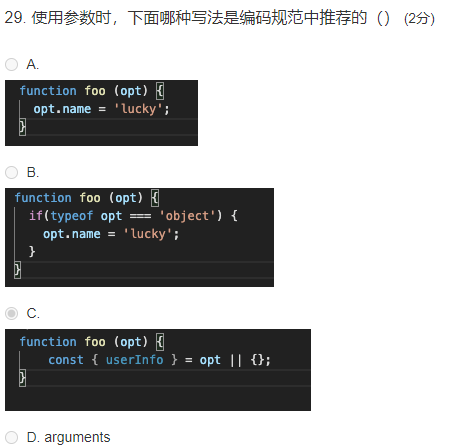 29. 使用参数时，下面哪种写法是编码规范中推荐的（） (2分)
A.
function foo (opt) {
opt.name = 'lucky';
}
B.
function foo (opt) {
if(typeof opt === 'object') {
opt.name = 'lucky';
}
}
C.
function foo (opt) {
const { userInfo } = opt || {};
}
D. arguments